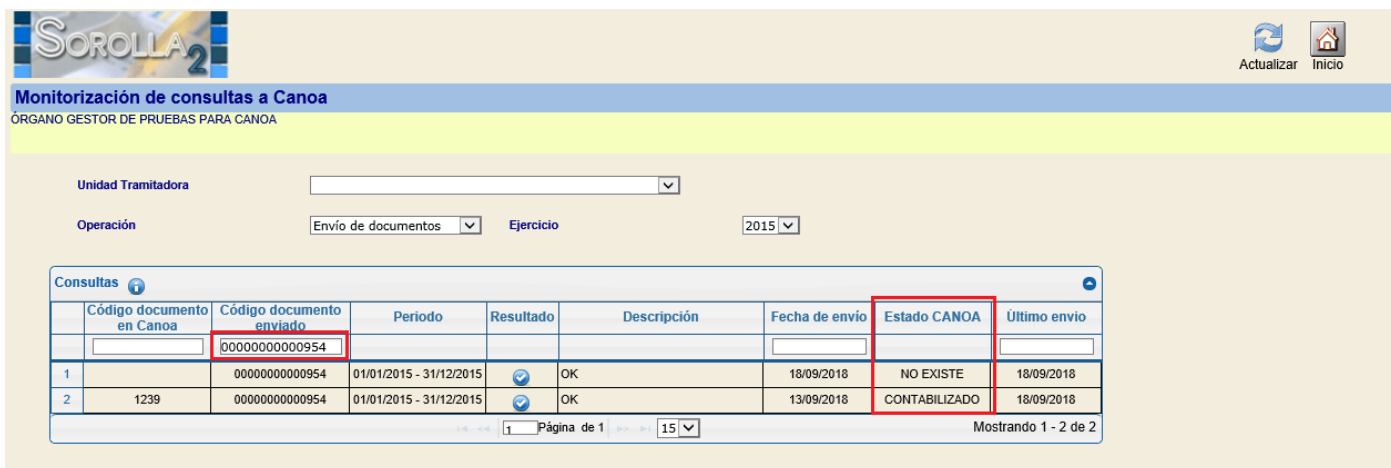 SOROLLA2
Actualizar Inicio
Monitorización de consultas a Canoa
ÓRGANO GESTOR DE PRUEBAS PARA CANOA
Unidad Tramitadora
Operación Envío de documentos Ejercicio 2015
Consultas
Código documento en Canoa Código documento enviado Periodo Resultado Descripción Fecha de envío Estado CANOA Último envio
00000000000954
1 00000000000954 01/01/2015 - 31/12/2015 OK 18/09/2018 NO EXISTE 18/09/2018
2 1239 00000000000954 01/01/2015 - 31/12/2015 OK 13/09/2018 CONTABILIZADO 18/09/2018
1 Página de 1 15 Mostrando 1 - 2 de 2